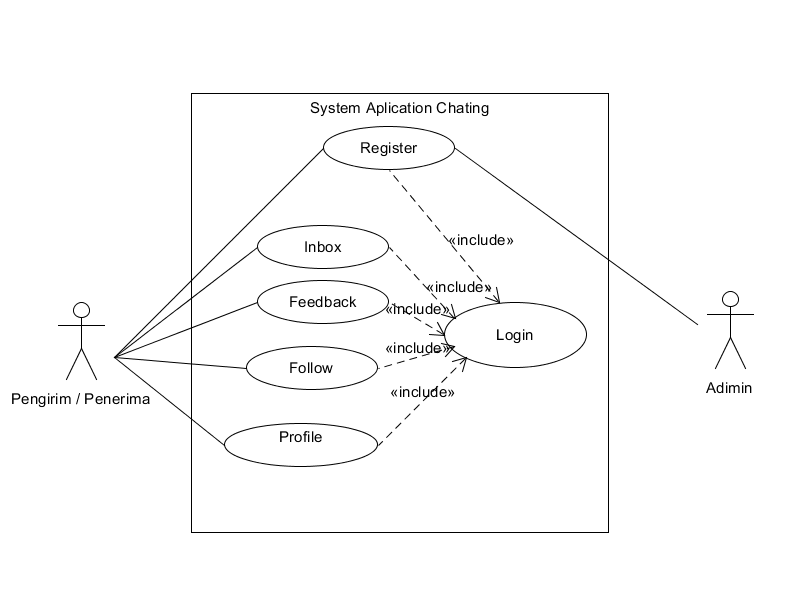 System Aplication Chating
Register
«include»
Inbox
«include»
Feedback
«include»
Login
«include»
Follow
Pengirim / Penerima
Adimin
«include»
Profile